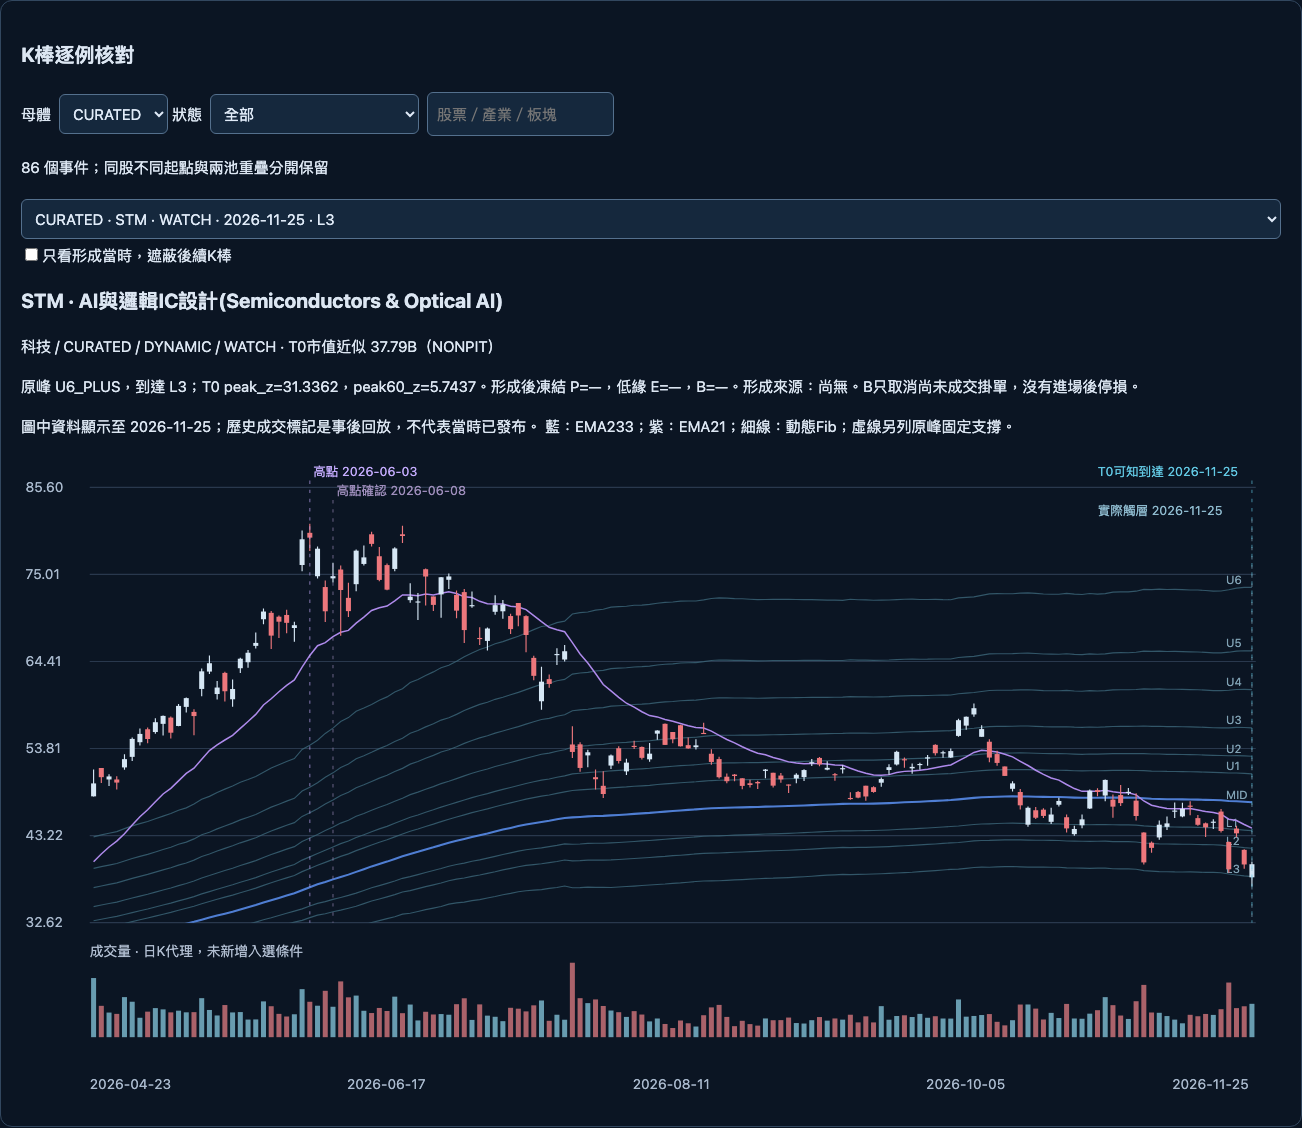 K棒逐例核對
母體 CURATED 狀態 全部 股票 / 產業 / 板塊
86 個事件；同股不同起點與兩池重疊分開保留
CURATED · STM · WATCH · 2026-11-25 · L3
只看形成當時，遮蔽後續K棒
STM · AI與邏輯IC設計(Semiconductors & Optical AI)
科技 / CURATED / DYNAMIC / WATCH · T0市值近似 37.79B（NONPIT）
原峰 U6_PLUS，到達 L3；T0 peak_z=31.3362，peak60_z=5.7437。形成後凍結 P=—，低緣 E=—，B=—。形成來源：尚無。B只取消尚未成交掛單，沒有進場後停損。
圖中資料顯示至 2026-11-25；歷史成交標記是事後回放，不代表當時已發布。 藍：EMA233；紫：EMA21；細線：動態Fib；虛線另列原峰固定支撐。
高點 2026-06-03
T0可知到達 2026-11-25
85.60
高點確認 2026-06-08
實際觸層 2026-11-25
75.01
U6
U5
64.41
U4
U3
53.81
U2
U1
MID
43.22
L1
L2
L3
32.62
成交量 · 日K代理，未新增入選條件
2026-04-23 2026-06-17 2026-08-11 2026-10-05 2026-11-25